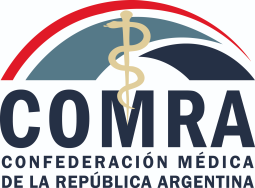 COMRA
CONFEDERACIÓN MÉDICA
DE LA REPÚBLICA ARGENTINA